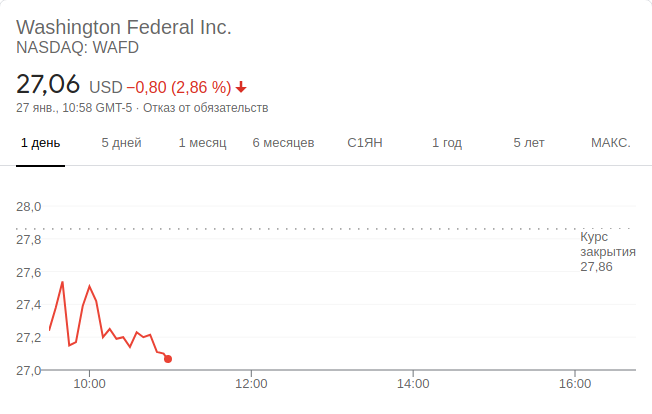 Washington Federal Inc.
NASDAQ: WAFD
27,06 USD −0,80 (2,86 %)
27 янв., 10:58 GMT-5 · Отказ от обязательств
1 день 5 дней 1 месяц 6 месяцев С1ЯН 1 год 5 лет МАКС.
28,0
27,8
27,6
27,4
27,2
27,0
Курс
закрытия
27,86
10:00 12:00 14:00 16:00